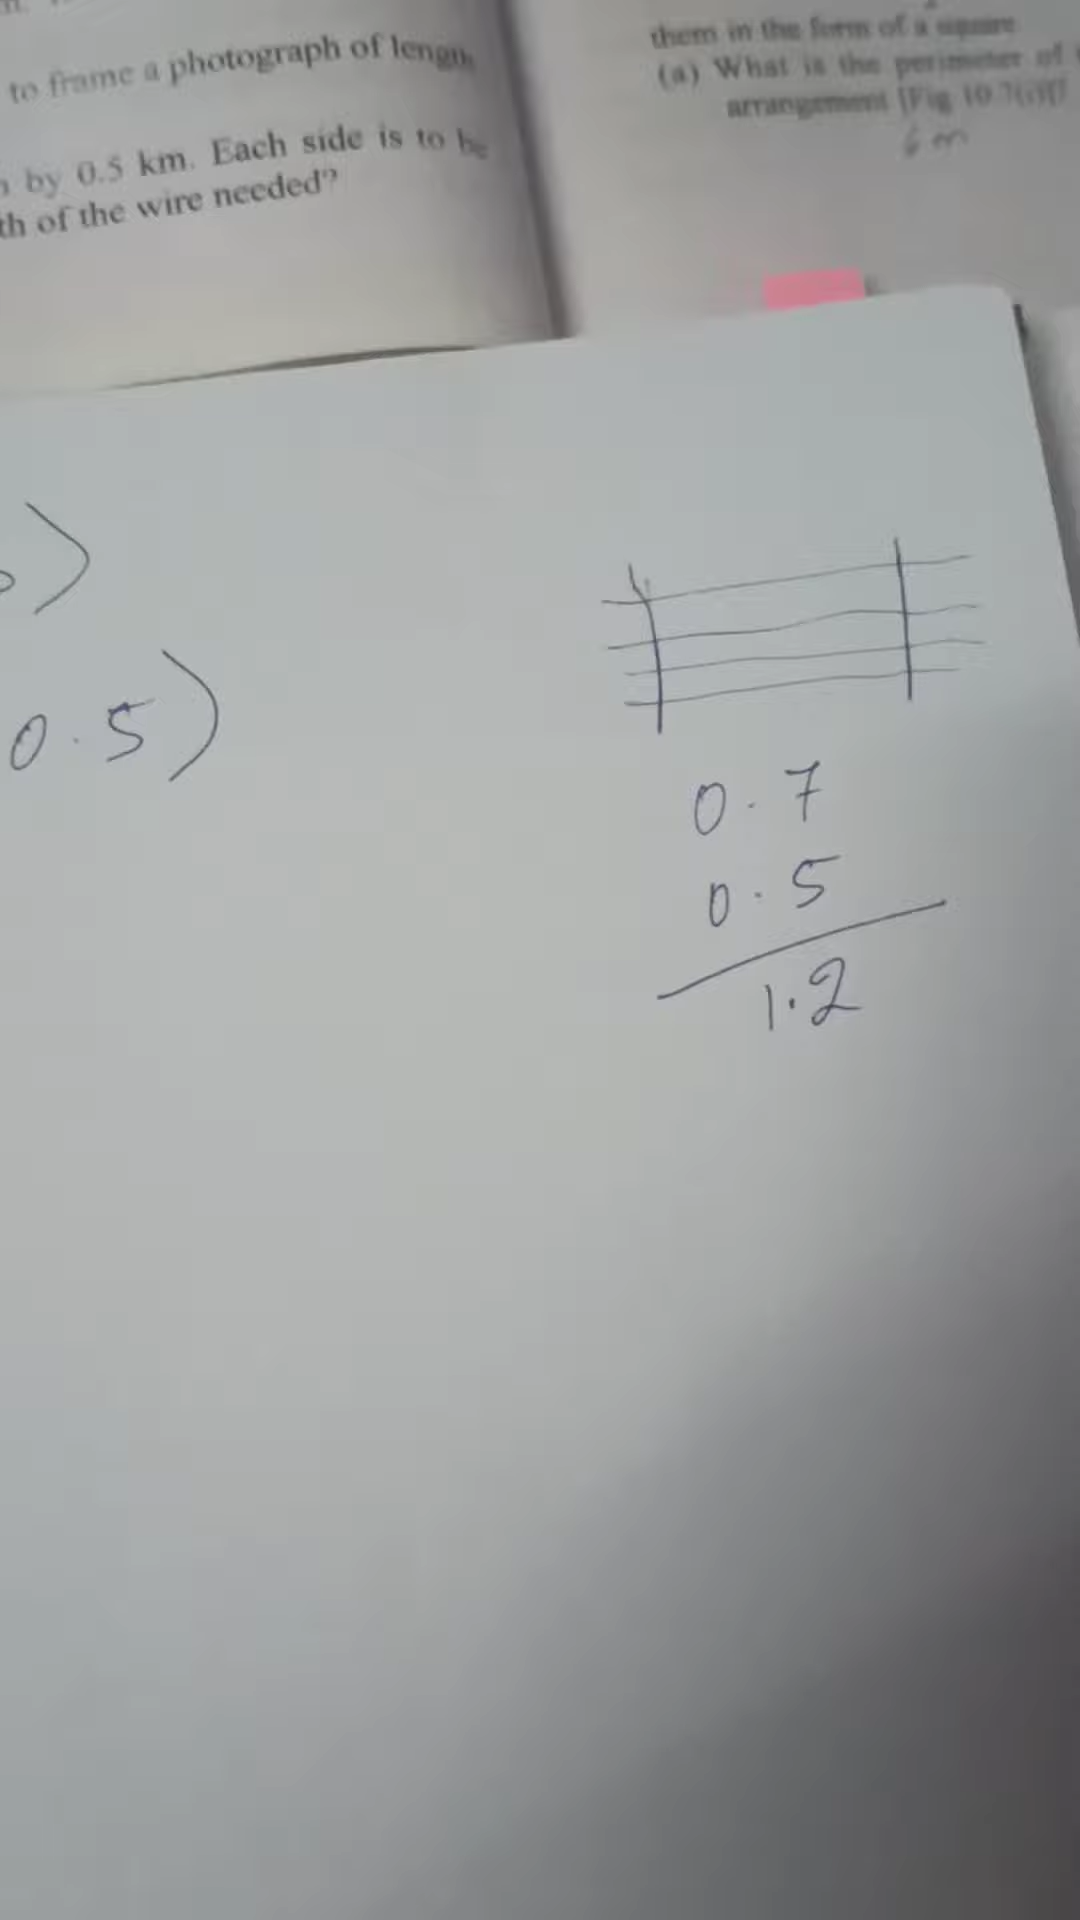 to frame a photograph of
by 0.5 km. Each side is to be
of the wire needed?
them in the form of a square
(a) What is the perimeter of
arrangement [Fig 10.7(i)]?
6 m
0.5)
0.7
0.5
1.2